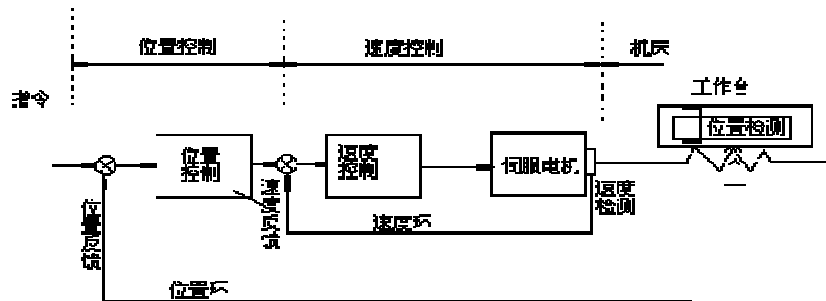 位置控制
速度控制
机床
指令
工作台
位置检测
位置
控制
速度
控制
伺服电机
速度
检测
速度环
位置环